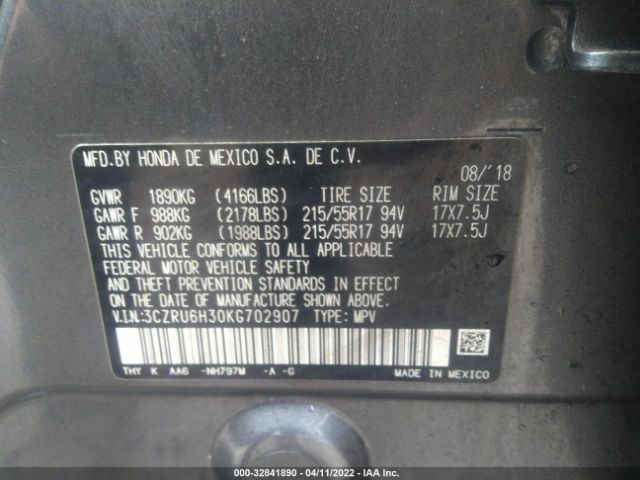 MFD.BY HONDA DE MEXICO S.A. DE C.V.
08/'18
GVWR 1890KG (4166LBS) TIRE SIZE RIM SIZE
GAWR F 988KG (2178LBS) 215/55R17 94V 17X7.5J
GAWR R 902KG (1988LBS) 215/55R17 94V 17X7.5J
THIS VEHICLE CONFORMS TO ALL APPLICABLE
FEDERAL MOTOR VEHICLE SAFETY
AND THEFT PREVENTION STANDARDS IN EFFECT
ON THE DATE OF MANUFACTURE SHOWN ABOVE.
V.I.N:3CZRU6H30KG702907 TYPE: MPV
THY K AA6 -NH797M -A -G MADE IN MEXICO
000-32841890 - 04/11/2022 - IAA Inc.